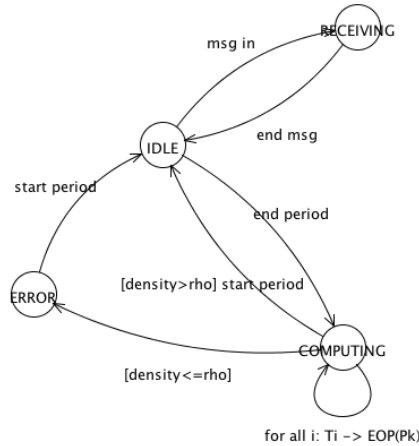 RECEIVING
msg in
end msg
IDLE
start period
end period
[density>rho] start period
ERROR
COMPUTING
[density<=rho]
for all i: Ti -> EOP(Pk)